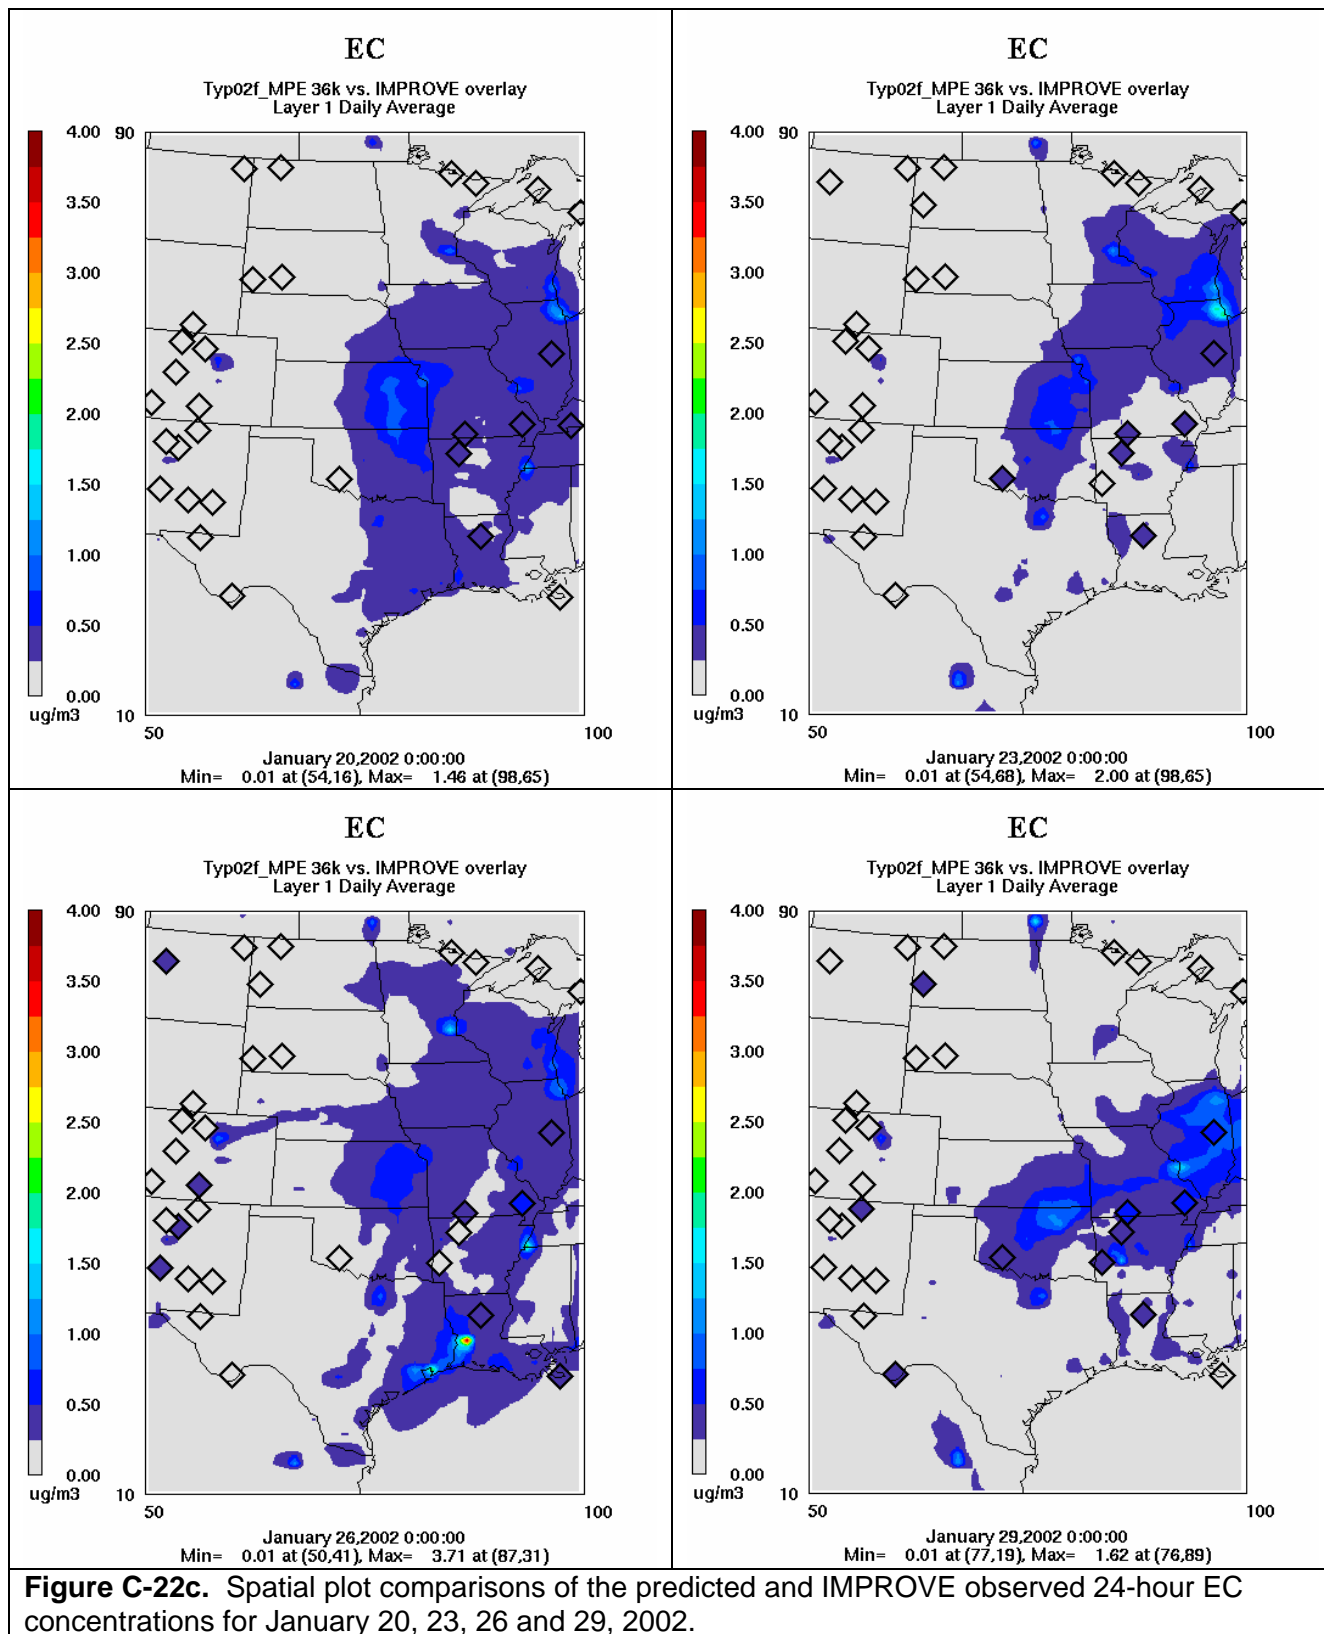 EC
Typ02f_MPE 36k vs. IMPROVE overlay
Layer 1 Daily Average
4.00
3.50
3.00
2.50
2.00
1.50
1.00
0.50
0.00
ug/m3
90
10
50
100
January 20,2002 0:00:00
Min= 0.01 at (54,16), Max= 1.46 at (98,65)
EC
Typ02f_MPE 36k vs. IMPROVE overlay
Layer 1 Daily Average
4.00
3.50
3.00
2.50
2.00
1.50
1.00
0.50
0.00
ug/m3
90
10
50
100
January 23,2002 0:00:00
Min= 0.01 at (54,68), Max= 2.00 at (98,65)
EC
Typ02f_MPE 36k vs. IMPROVE overlay
Layer 1 Daily Average
4.00
3.50
3.00
2.50
2.00
1.50
1.00
0.50
0.00
ug/m3
90
10
50
100
January 26,2002 0:00:00
Min= 0.01 at (50,41), Max= 3.71 at (87,31)
EC
Typ02f_MPE 36k vs. IMPROVE overlay
Layer 1 Daily Average
4.00
3.50
3.00
2.50
2.00
1.50
1.00
0.50
0.00
ug/m3
90
10
50
100
January 29,2002 0:00:00
Min= 0.01 at (77,19), Max= 1.62 at (76,89)
Figure C-22c. Spatial plot comparisons of the predicted and IMPROVE observed 24-hour EC
concentrations for January 20, 23, 26 and 29, 2002.